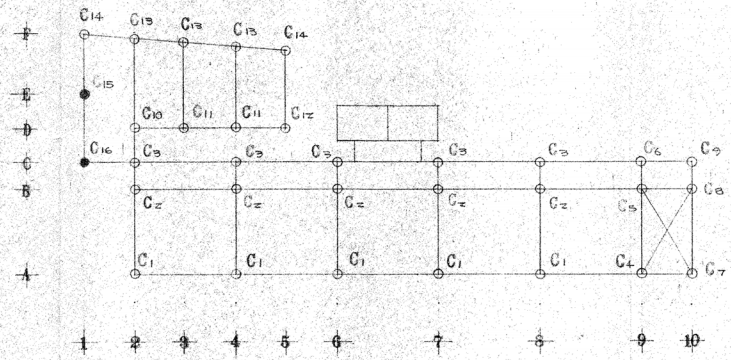 C14 C13 C13 C13 C14
F
E C15
D C10 C11 C11 C12
C C16 C3 C3 C3 C3 C3 C6 C9
B C2 C2 C2 C2 C2 C5 C8
A C1 C1 C1 C1 C1 C4 C7
1 2 3 4 5 6 7 8 9 10